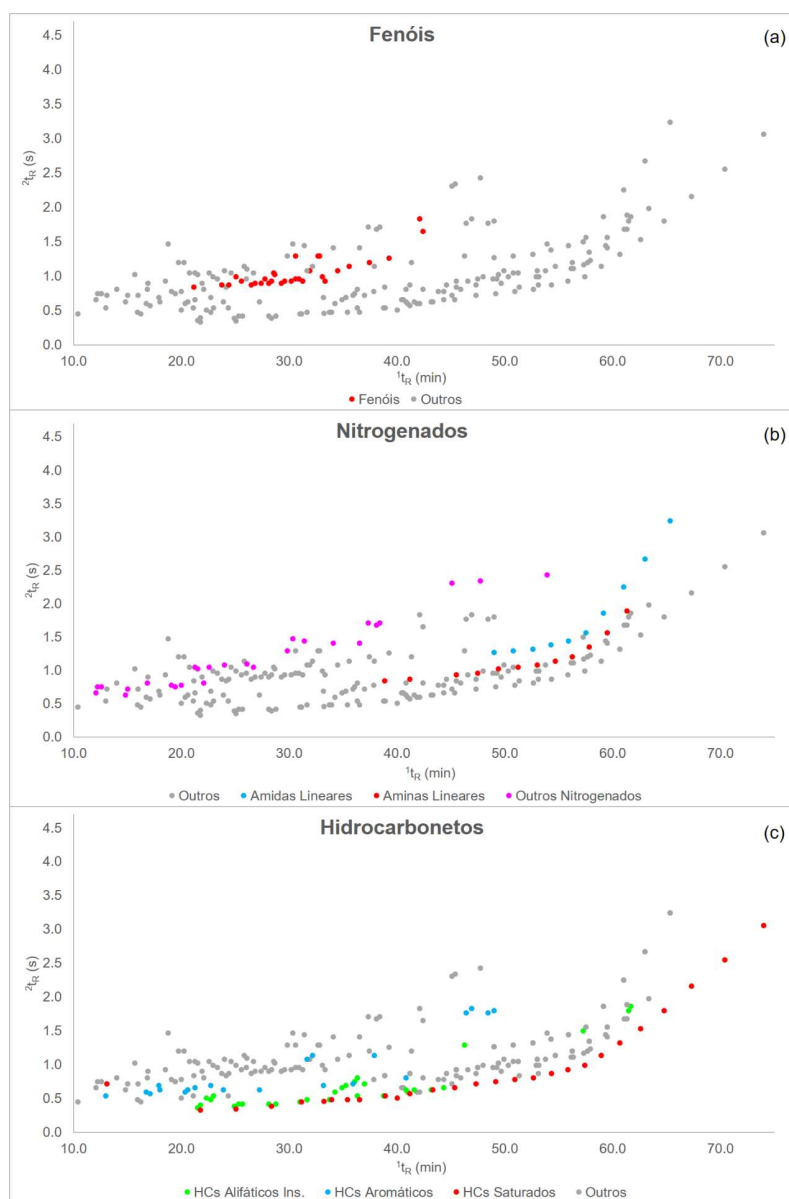 Fenóis
(a)
4.5
4.0
3.5
3.0
2.5
2.0
1.5
1.0
0.5
0.0
²tR (s)
10.0 20.0 30.0 40.0 50.0 60.0 70.0
¹tR (min)
Fenóis Outros
Nitrogenados
(b)
4.5
4.0
3.5
3.0
2.5
2.0
1.5
1.0
0.5
0.0
²tR (s)
10.0 20.0 30.0 40.0 50.0 60.0 70.0
¹tR (min)
Outros Amidas Lineares Aminas Lineares Outros Nitrogenados
Hidrocarbonetos
(c)
4.5
4.0
3.5
3.0
2.5
2.0
1.5
1.0
0.5
0.0
²tR (s)
10.0 20.0 30.0 40.0 50.0 60.0 70.0
¹tR (min)
HCs Alifáticos Ins. HCs Aromáticos HCs Saturados Outros